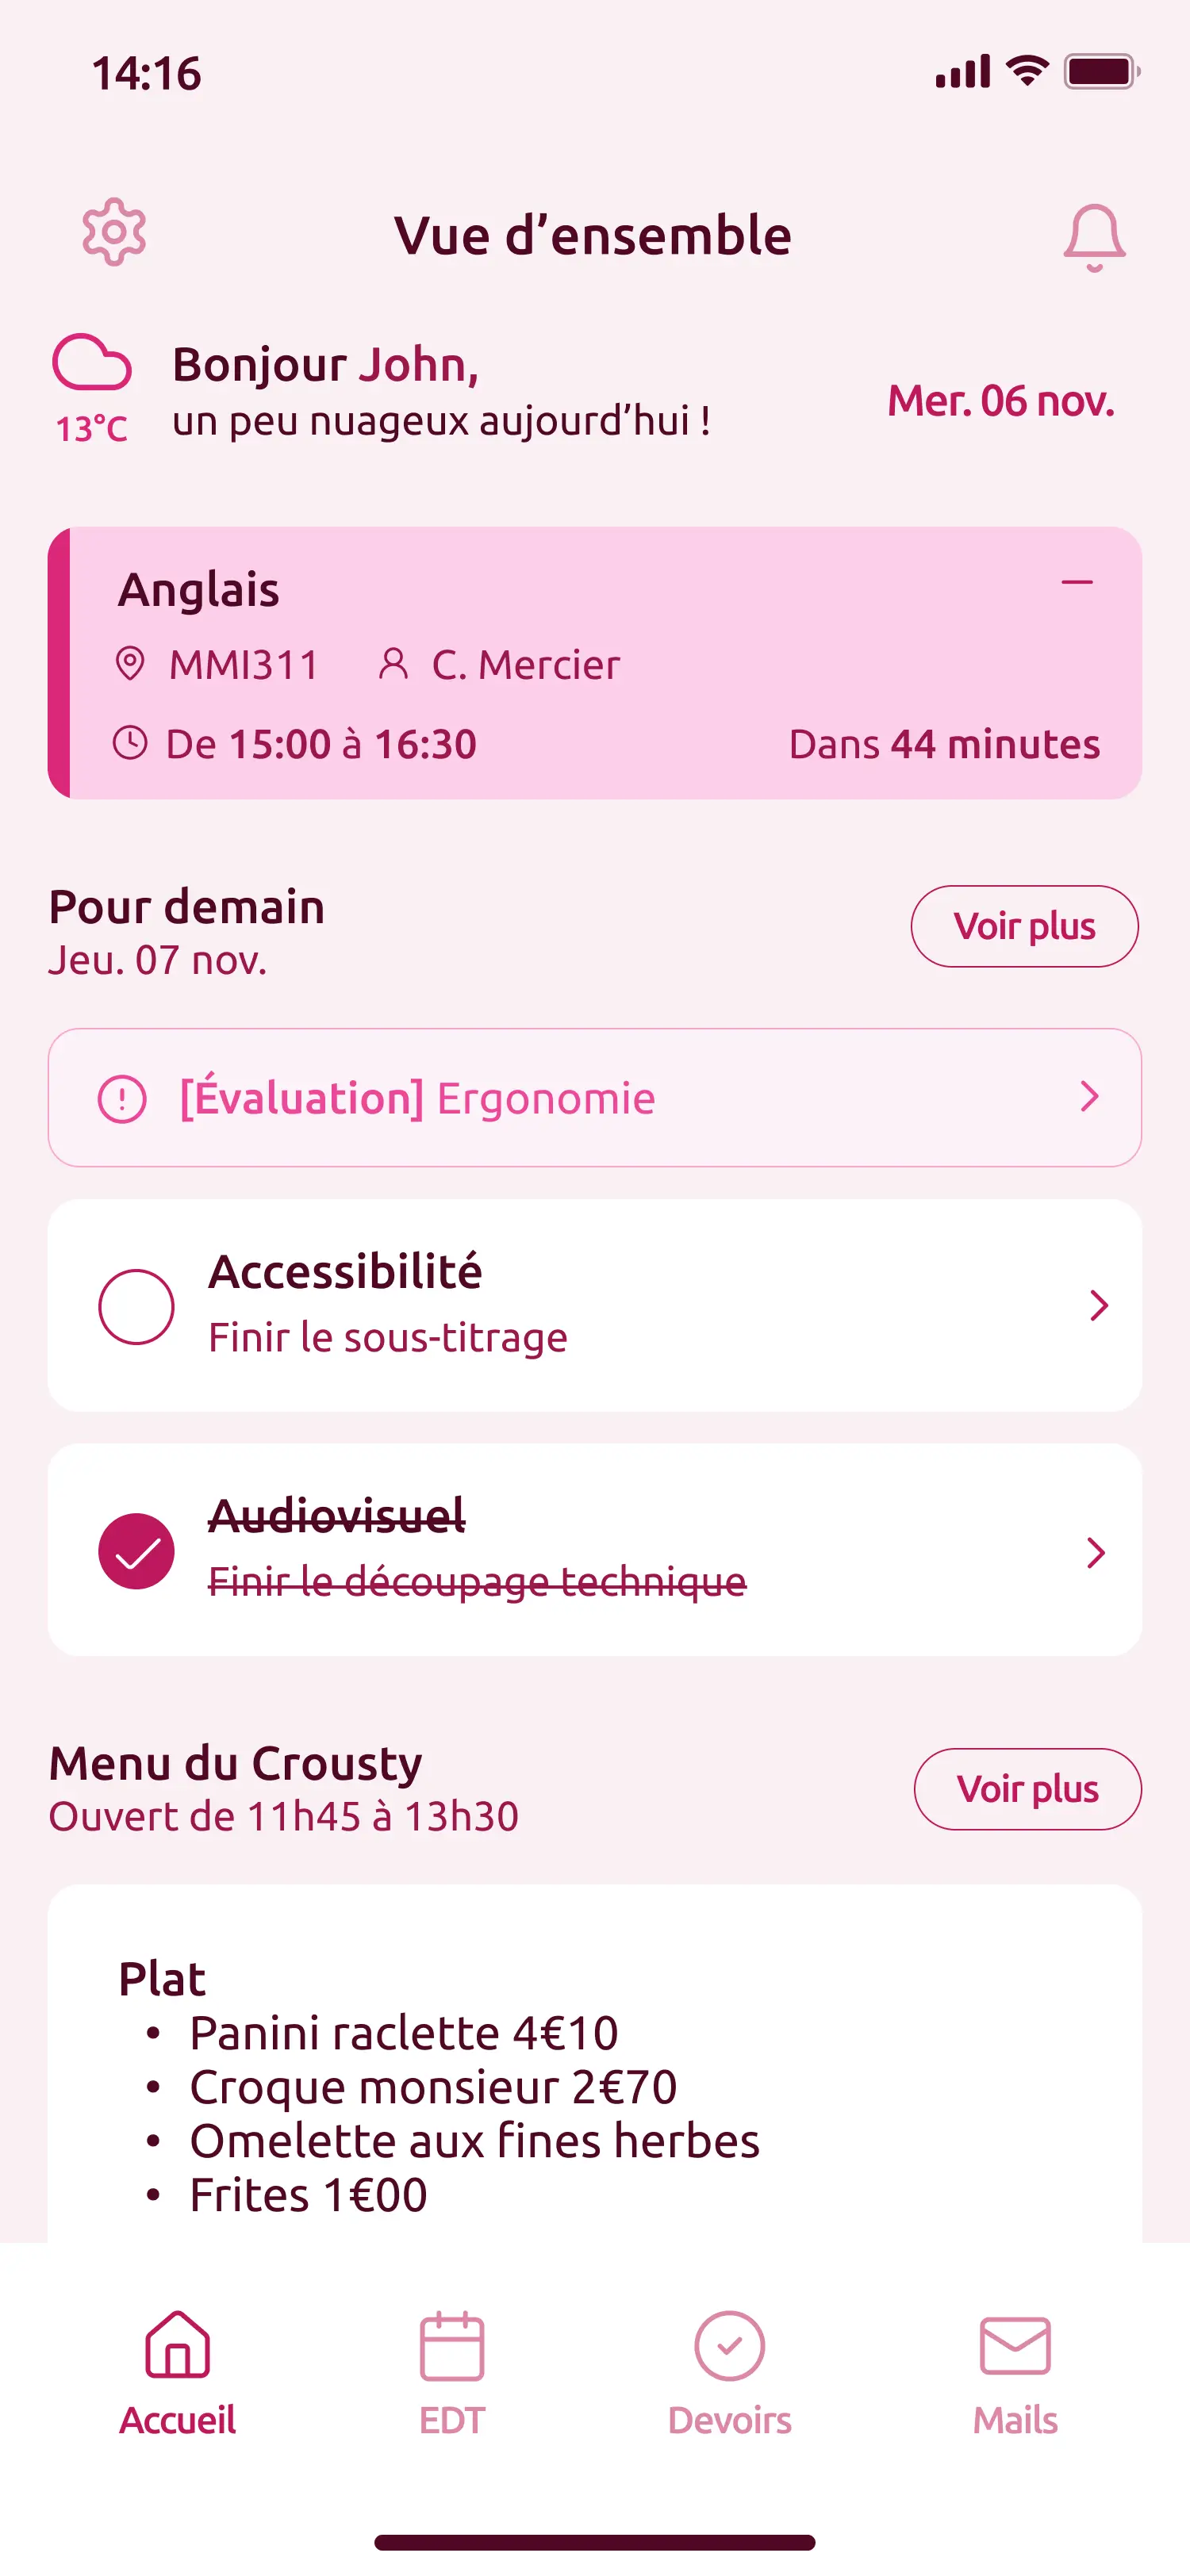 14:16
Vue d’ensemble
Bonjour John,
un peu nuageux aujourd’hui !
13°C
Mer. 06 nov.
Anglais
MMI311 C. Mercier
De 15:00 à 16:30 Dans 44 minutes
Pour demain
Jeu. 07 nov.
Voir plus
[Évaluation] Ergonomie
Accessibilité
Finir le sous-titrage
Audiovisuel
Finir le découpage technique
Menu du Crousty
Ouvert de 11h45 à 13h30
Voir plus
Plat
• Panini raclette 4€10
• Croque monsieur 2€70
• Omelette aux fines herbes
• Frites 1€00
Accueil EDT Devoirs Mails